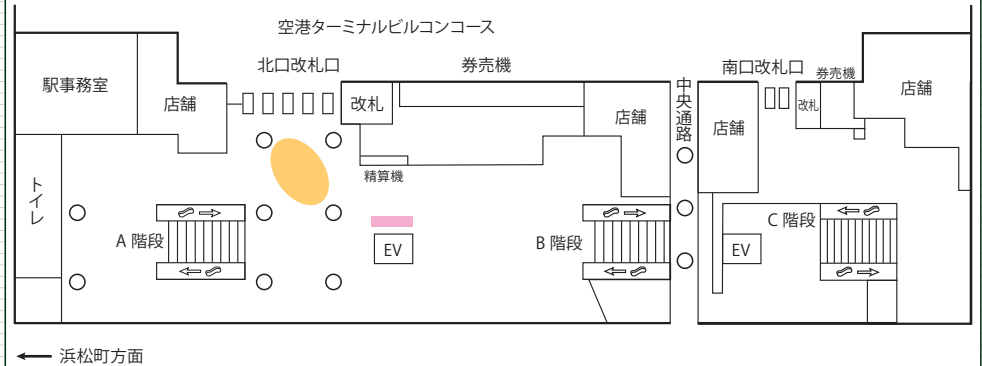 空港ターミナルビルコンコース
駅事務室
店舗
北口改札口
改札
券売機
店舗
中央通路
南口改札口
券売機
店舗
改札
店舗
精算機
トイレ
A 階段
EV
B 階段
EV
C 階段
浜松町方面